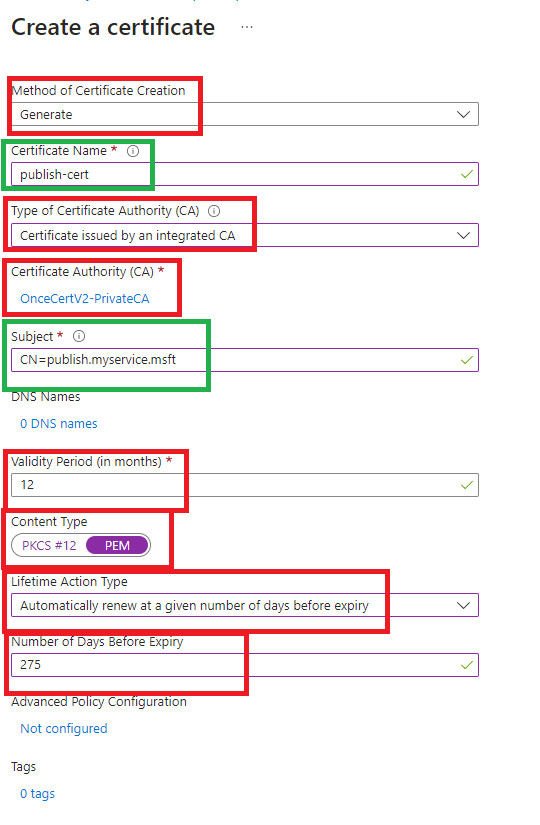 Create a certificate ...
Method of Certificate Creation
Generate
Certificate Name *
publish-cert
Type of Certificate Authority (CA)
Certificate issued by an integrated CA
Certificate Authority (CA) *
OnceCertV2-PrivateCA
Subject *
CN=publish.myservice.msft
DNS Names
0 DNS names
Validity Period (in months) *
12
Content Type
PKCS #12 PEM
Lifetime Action Type
Automatically renew at a given number of days before expiry
Number of Days Before Expiry
275
Advanced Policy Configuration
Not configured
Tags
0 tags